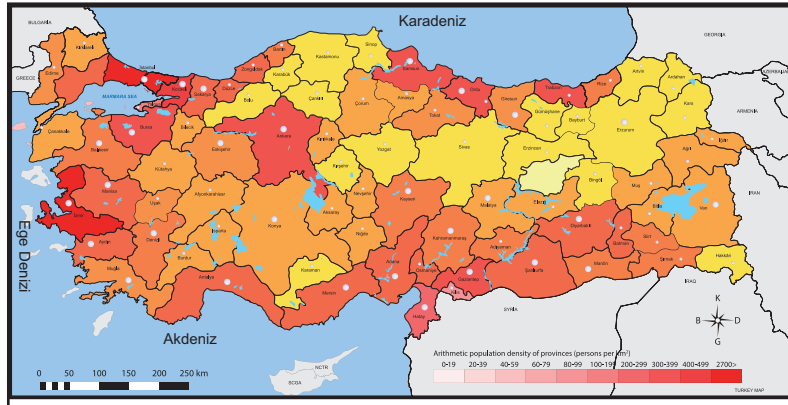 BULGARIA
Karadeniz
GEORGIA
Kırklareli
Edirne
İstanbul
Bartın
Kastamonu
Sinop
Zonguldak
Karabük
Samsun
Artvin
Ardahan
AZERBAIJAN
GREECE
MARMARA SEA
Kocaeli
Sakarya
Düzce
Bolu
Çankırı
Çorum
Amasya
Ordu
Giresun
Trabzon
Rize
Kars
ARMENIA
Çanakkale
Balıkesir
Bursa
Bilecik
Eskişehir
Ankara
Kırıkkale
Tokat
Gümüşhane
Bayburt
Erzurum
Iğdır
Yozgat
Sivas
Erzincan
Ağrı
IRAN
Kütahya
Kırşehir
Bingöl
Manisa
Uşak
Afyonkarahisar
Nevşehir
Kayseri
Malatya
Elazığ
Muş
Bitlis
Van
İzmir
Aydın
Denizli
Isparta
Konya
Aksaray
Niğde
Kahramanmaraş
Adıyaman
Diyarbakır
Batman
Siirt
Muğla
Burdur
Antalya
Karaman
Mersin
Adana
Osmaniye
Gaziantep
Şanlıurfa
Mardin
Şırnak
Hakkâri
Kilis
Hatay
Ege Denizi
Akdeniz
SYRİA
IRAQ
K
B
D
G
NCTR
SCGA
0 50 100 150 200 250 km
Arithmetic population density of provinces (persons per km²)
0-19 20-39 40-59 60-79 80-99 100-199 200-299 300-399 400-499 2700>
TURKEY MAP